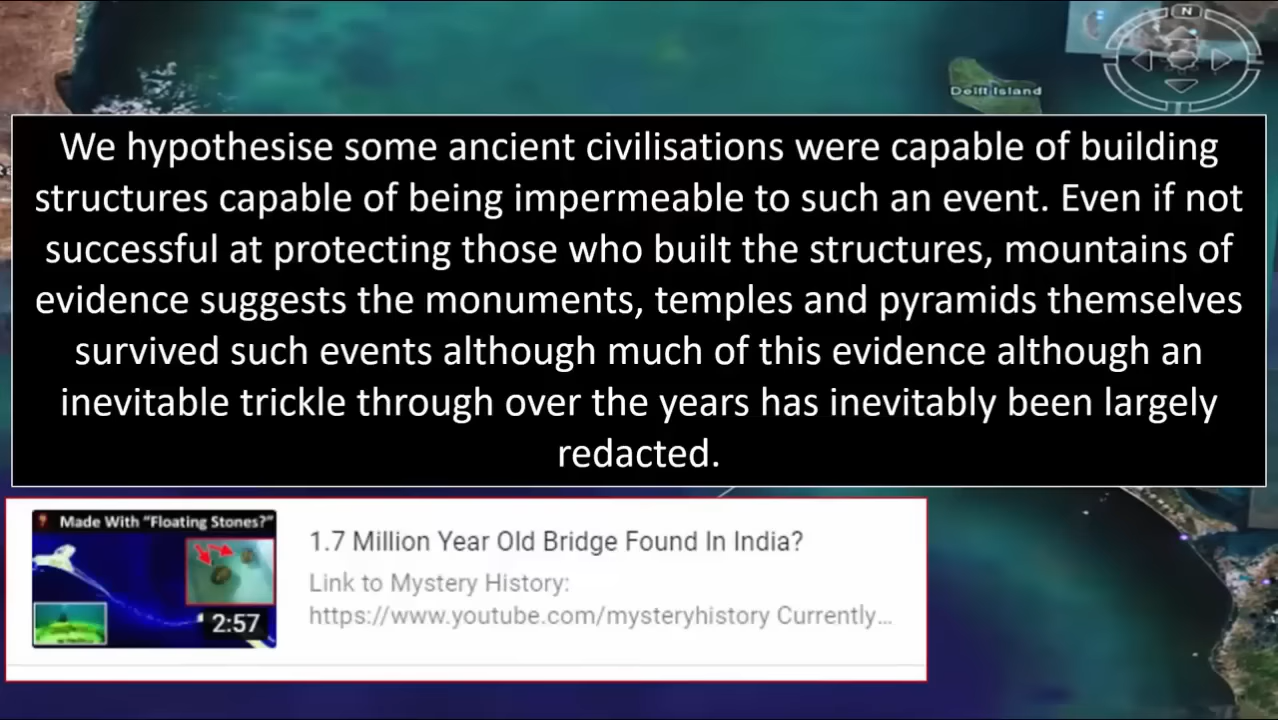 N
Delft Island
We hypothesise some ancient civilisations were capable of building
structures capable of being impermeable to such an event. Even if not
successful at protecting those who built the structures, mountains of
evidence suggests the monuments, temples and pyramids themselves
survived such events although much of this evidence although an
inevitable trickle through over the years has inevitably been largely
redacted.
Made With “Floating Stones?”
2:57
1.7 Million Year Old Bridge Found In India?
Link to Mystery History:
https://www.youtube.com/mysteryhistory Currently...